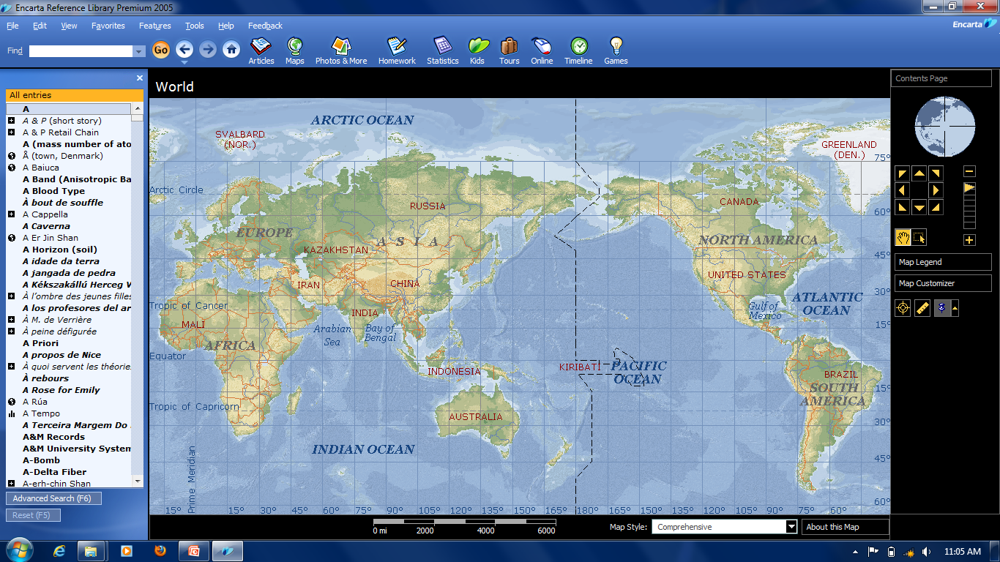 Encarta Reference Library Premium 2005
File Edit View Favorites Features Tools Help Feedback
Encarta
Find Go Articles Maps Photos & More Homework Statistics Kids Tours Online Timeline Games
All entries
A
A & P (short story)
A & P Retail Chain
A (mass number of ato
Å (town, Denmark)
A Baiuca
A Band (Anisotropic Ba
A Blood Type
À bout de souffle
A Cappella
A Caverna
A Er Jin Shan
A Horizon (soil)
A idade da terra
A jangada de pedra
A Kékszakállú Herceg V
À l'ombre des jeunes filles
A los profesores del ar
À M. de Verrière
À peine défigurée
A Priori
A propos de Nice
À quoi servent les théorie
À rebours
A Rose for Emily
A Rúa
A Tempo
A Terceira Margem Do
A&M Records
A&M University System
A-Bomb
A-Delta Fiber
A-erh-chin Shan
Advanced Search (F6)
Reset (F5)
World
ARCTIC OCEAN
SVALBARD
(NOR.)
GREENLAND
(DEN.)
75°
Arctic Circle
RUSSIA
CANADA
60°
EUROPE
ASIA
NORTH AMERICA
KAZAKHSTAN
45°
IRAN
CHINA
UNITED STATES
30°
Tropic of Cancer
ATLANTIC
OCEAN
Gulf of
Mexico
MALI
INDIA
15°
Arabian
Sea
Bay of
Bengal
AFRICA
Equator
KIRIBATI
PACIFIC
OCEAN
INDONESIA
BRAZIL
15°
SOUTH
AMERICA
Tropic of Capricorn
AUSTRALIA
30°
INDIAN OCEAN
45°
Prime Meridian
60°
15° 15° 30° 45° 60° 75° 90° 105° 120° 135° 150° 165° 180° 165° 150° 135° 120° 105° 90° 75° 60°
0 mi 2000 4000 6000
Map Style: Comprehensive About this Map
Contents Page
Map Legend
Map Customizer
11:05 AM